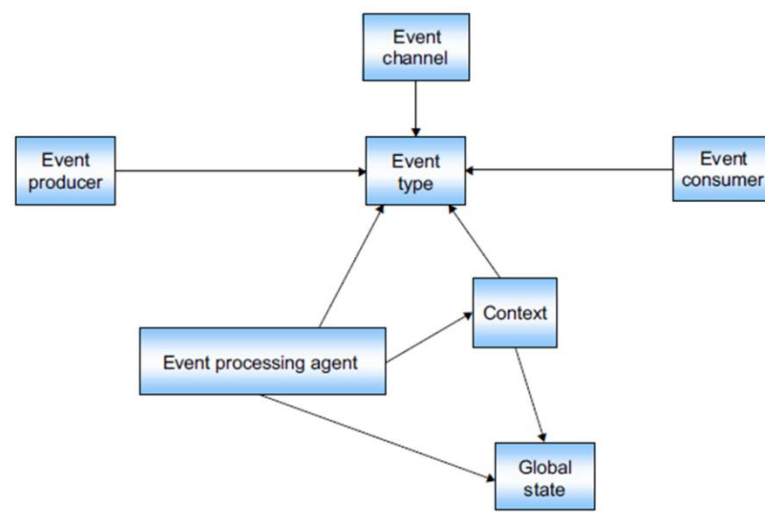 Event
channel
Event
producer
Event
type
Event
consumer
Context
Event processing agent
Global
state